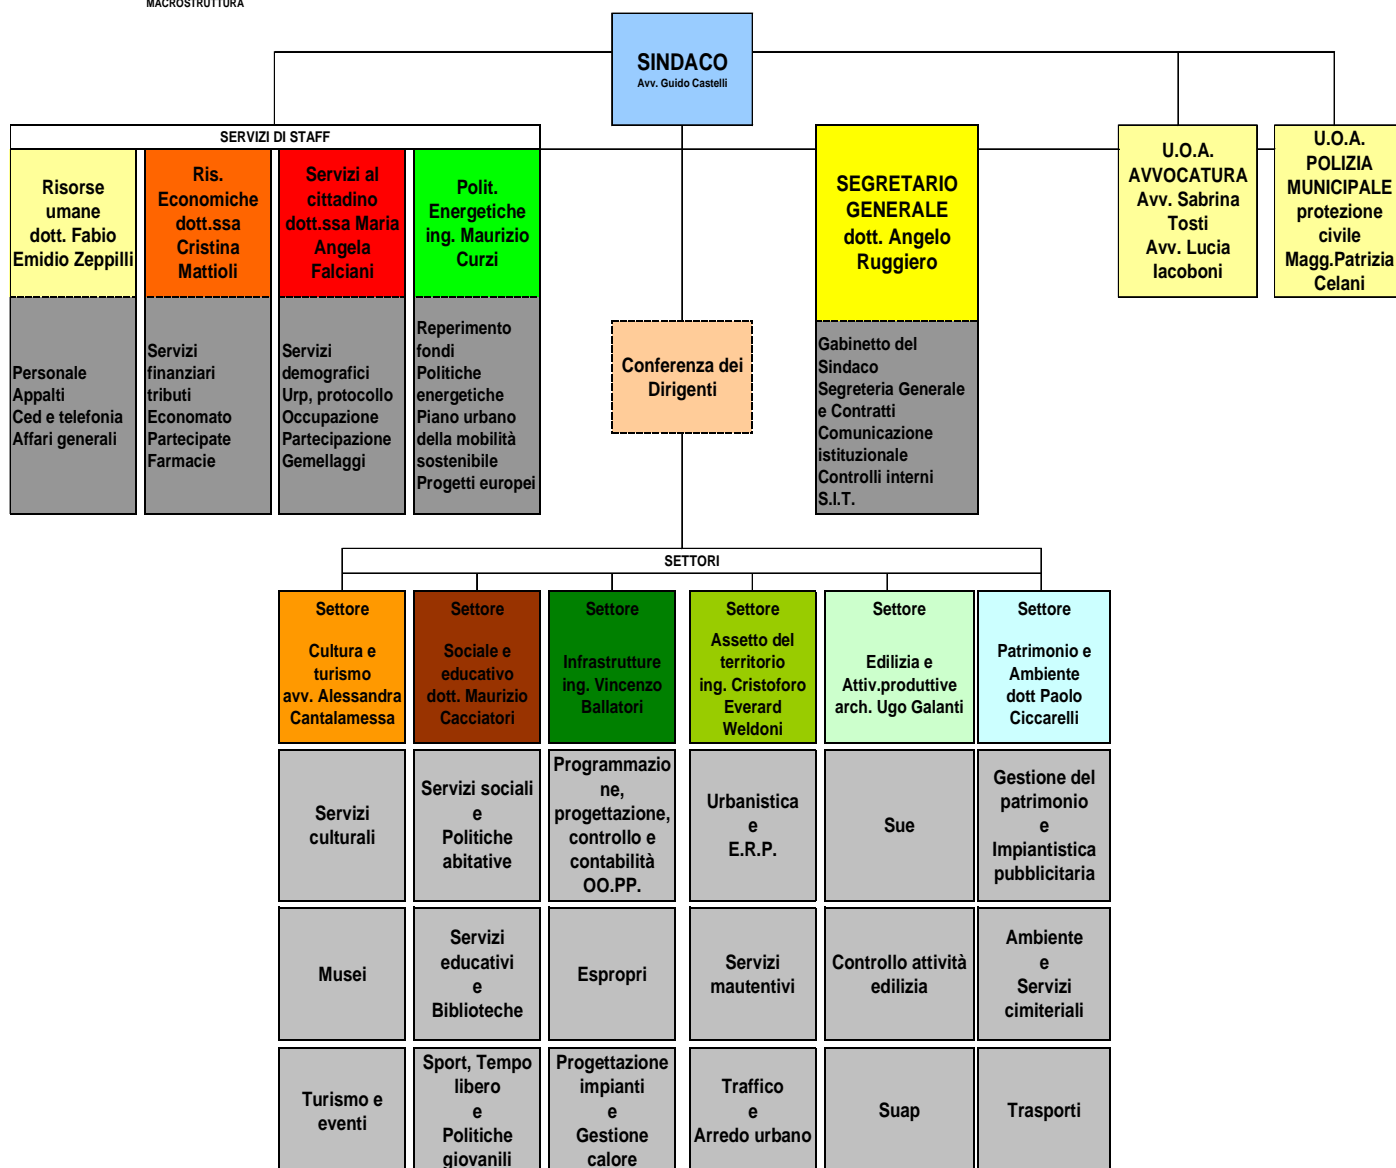 MACROSTRUTTURA
SINDACO
Avv. Guido Castelli
SERVIZI DI STAFF
Risorse
umane
dott. Fabio
Emidio Zeppilli
Ris.
Economiche
dott.ssa
Cristina
Mattioli
Servizi al
cittadino
dott.ssa Maria
Angela
Falciani
Polit.
Energetiche
ing. Maurizio
Curzi
SEGRETARIO
GENERALE
dott. Angelo
Ruggiero
U.O.A.
AVVOCATURA
Avv. Sabrina
Tosti
Avv. Lucia
Iacoboni
U.O.A.
POLIZIA
MUNICIPALE
protezione
civile
Magg.Patrizia
Celani
Personale
Appalti
Ced e telefonia
Affari generali
Servizi
finanziari
tributi
Economato
Partecipate
Farmacie
Servizi
demografici
Urp, protocollo
Occupazione
Partecipazione
Gemellaggi
Reperimento
fondi
Politiche
energetiche
Piano urbano
della mobilità
sostenibile
Progetti europei
Conferenza dei
Dirigenti
Gabinetto del
Sindaco
Segreteria Generale
e Contratti
Comunicazione
istituzionale
Controlli interni
S.I.T.
SETTORI
Settore
Cultura e
turismo
avv. Alessandra
Cantalamessa
Settore
Sociale e
educativo
dott. Maurizio
Cacciatori
Settore
Infrastrutture
ing. Vincenzo
Ballatori
Settore
Assetto del
territorio
ing. Cristoforo
Everard
Weldoni
Settore
Edilizia e
Attiv.produttive
arch. Ugo Galanti
Settore
Patrimonio e
Ambiente
dott Paolo
Ciccarelli
Servizi
culturali
Servizi sociali
e
Politiche
abitative
Programmazio
ne,
progettazione,
controllo e
contabilità
OO.PP.
Urbanistica
e
E.R.P.
Sue
Gestione del
patrimonio
e
Impiantistica
pubblicitaria
Musei
Servizi
educativi
e
Biblioteche
Espropri
Servizi
mautentivi
Controllo attività
edilizia
Ambiente
e
Servizi
cimiteriali
Turismo e
eventi
Sport, Tempo
libero
e
Politiche
giovanili
Progettazione
impianti
e
Gestione
calore
Traffico
e
Arredo urbano
Suap
Trasporti